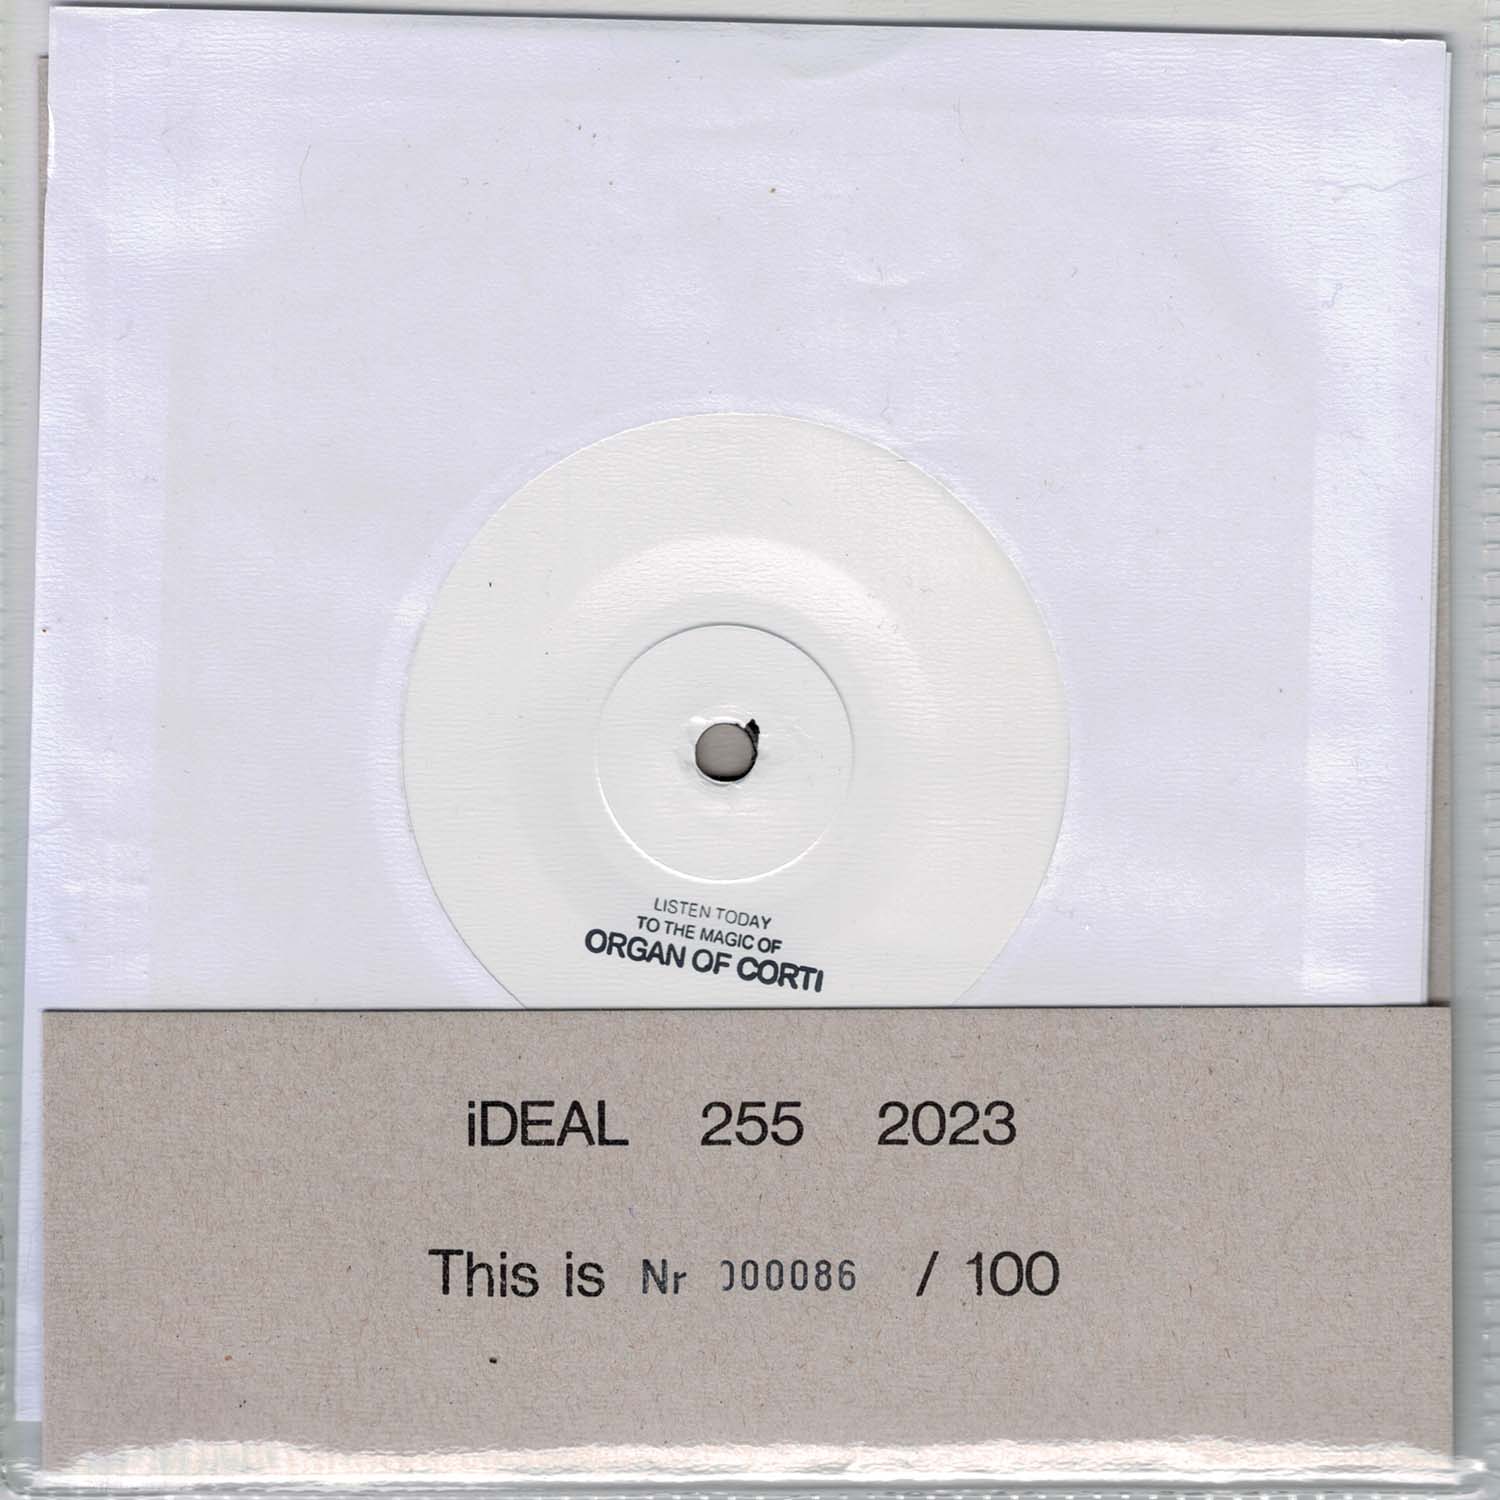 LISTEN TODAY
TO THE MAGIC OF
ORGAN OF CORTI
iDEAL 255 2023
This is Nr 000086 / 100